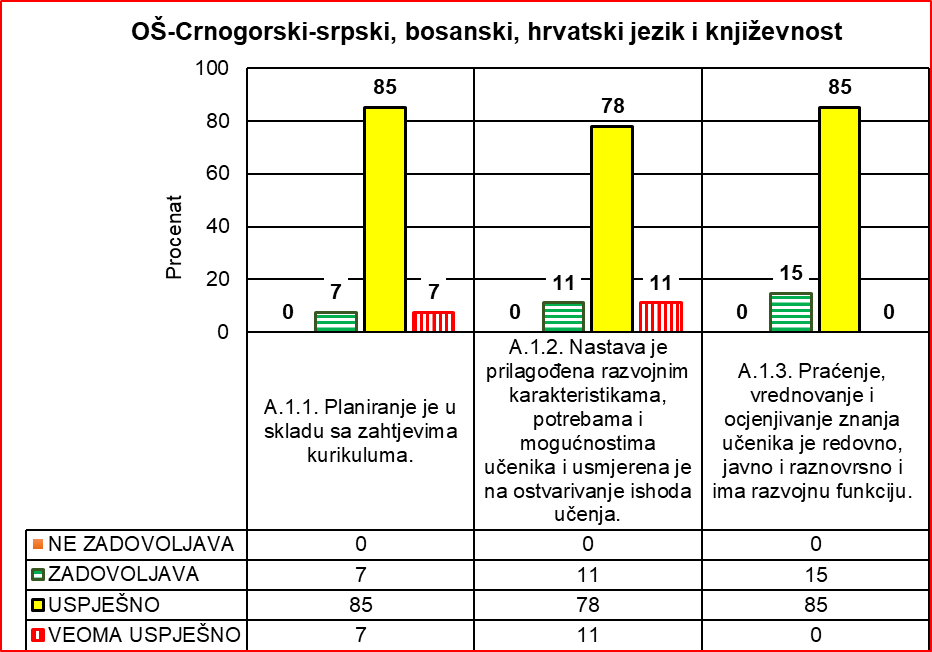 OŠ-Crnogorski-srpski, bosanski, hrvatski jezik i književnost
Procenat
100
80
60
40
20
0
0
7
85
7
0
11
78
11
0
15
85
0
A.1.1. Planiranje je u
skladu sa zahtjevima
kurikuluma.
A.1.2. Nastava je
prilagođena razvojnim
karakteristikama,
potrebama i
mogućnostima
učenika i usmjerena je
na ostvarivanje ishoda
učenja.
A.1.3. Praćenje,
vrednovanje i
ocjenjivanje znanja
učenika je redovno,
javno i raznovrsno i
ima razvojnu funkciju.
NE ZADOVOLJAVA 0 0 0
ZADOVOLJAVA 7 11 15
USPJEŠNO 85 78 85
VEOMA USPJEŠNO 7 11 0